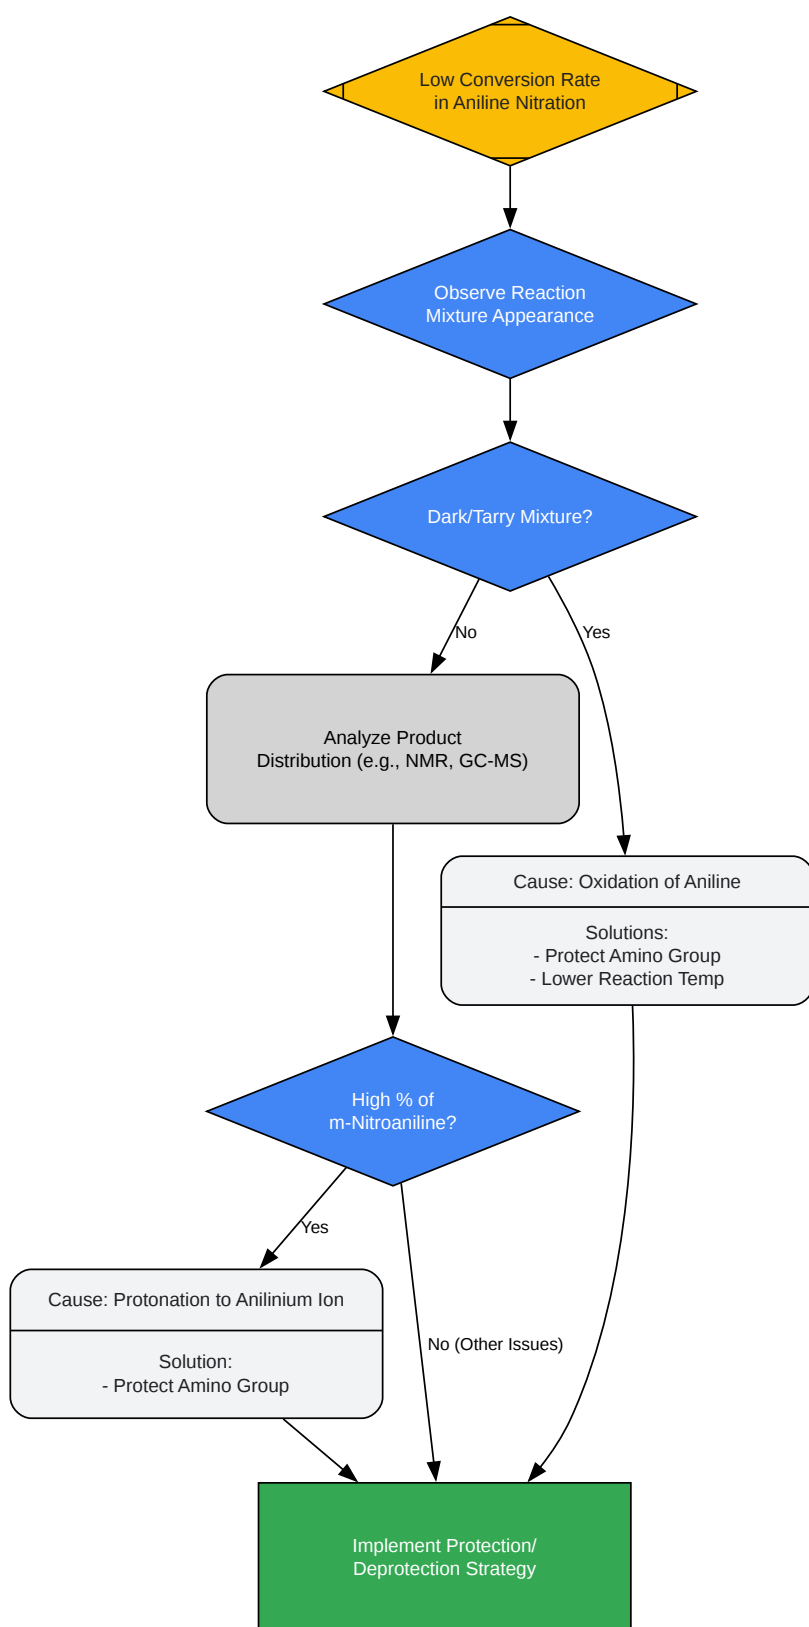 Low Conversion Rate
in Aniline Nitration
Observe Reaction
Mixture Appearance
Dark/Tarry Mixture?
No
Yes
Analyze Product
Distribution (e.g., NMR, GC-MS)
Cause: Oxidation of Aniline
Solutions:
- Protect Amino Group
- Lower Reaction Temp
High % of
m-Nitroaniline?
Yes
Cause: Protonation to Anilinium Ion
Solution:
- Protect Amino Group
No (Other Issues)
Implement Protection/
Deprotection Strategy